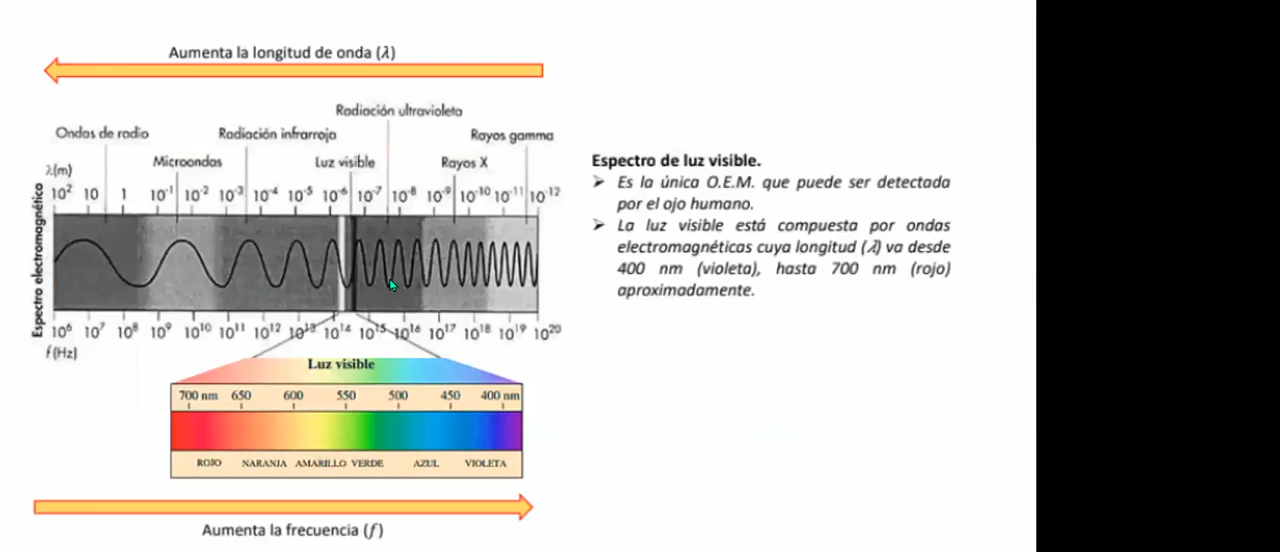 Aumenta la longitud de onda (λ)
Radiación ultravioleta
Ondas de radio
Radiación infrarroja
Rayos gamma
Microondas
Luz visible
Rayos X
λ(m)
10² 10 1 10⁻¹ 10⁻² 10⁻³ 10⁻⁴ 10⁻⁵ 10⁻⁶ 10⁻⁷ 10⁻⁸ 10⁻⁹ 10⁻¹⁰ 10⁻¹¹ 10⁻¹²
Espectro electromagnético
10⁶ 10⁷ 10⁸ 10⁹ 10¹⁰ 10¹¹ 10¹² 10¹³ 10¹⁴ 10¹⁵ 10¹⁶ 10¹⁷ 10¹⁸ 10¹⁹ 10²⁰
f(Hz)
Luz visible
700 nm 650 600 550 500 450 400 nm
ROJO NARANJA AMARILLO VERDE AZUL VIOLETA
Aumenta la frecuencia (f)
Espectro de luz visible.
➢ Es la única O.E.M. que puede ser detectada
por el ojo humano.
➢ La luz visible está compuesta por ondas
electromagnéticas cuya longitud (λ) va desde
400 nm (violeta), hasta 700 nm (rojo)
aproximadamente.